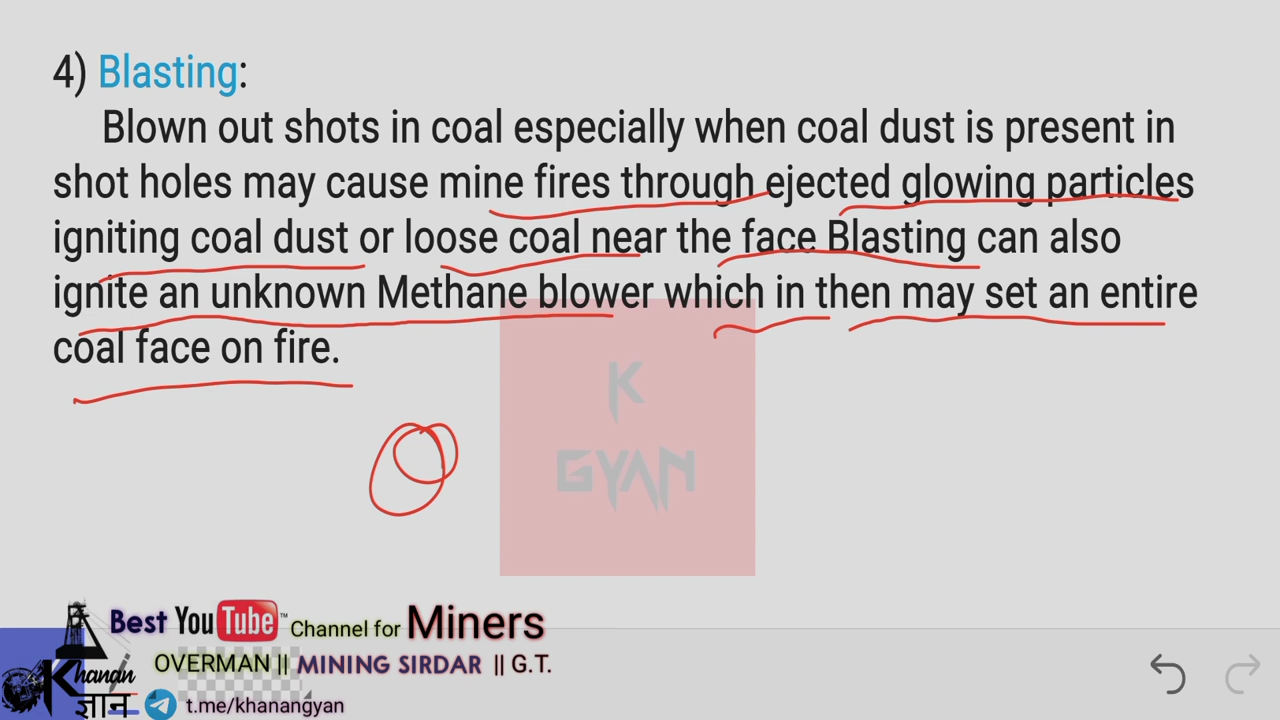 4) Blasting:
Blown out shots in coal especially when coal dust is present in
shot holes may cause mine fires through ejected glowing particles
igniting coal dust or loose coal near the face Blasting can also
ignite an unknown Methane blower which in then may set an entire
coal face on fire.
K
GYAN
Best YouTube™ Channel for Miners
OVERMAN || MINING SIRDAR || G.T.
Khanan
ज्ञान
t.me/khanangyan